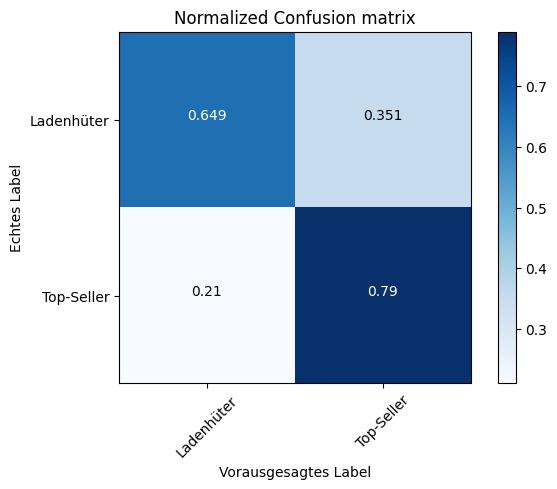 Normalized Confusion matrix
Echtes Label
Ladenhüter
0.649
0.351
Top-Seller
0.21
0.79
Ladenhüter
Top-Seller
Vorausgesagtes Label
0.7
0.6
0.5
0.4
0.3